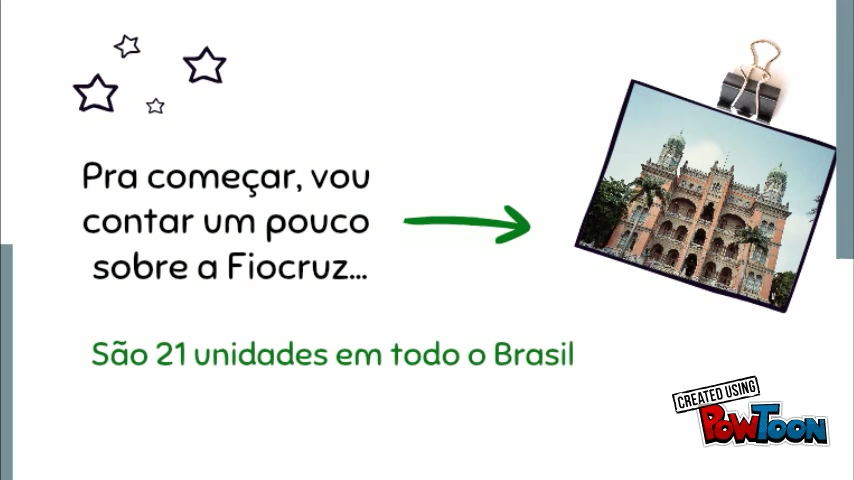 Pra começar, vou
contar um pouco
sobre a Fiocruz...
São 21 unidades em todo o Brasil
CREATED USING
POWTOON